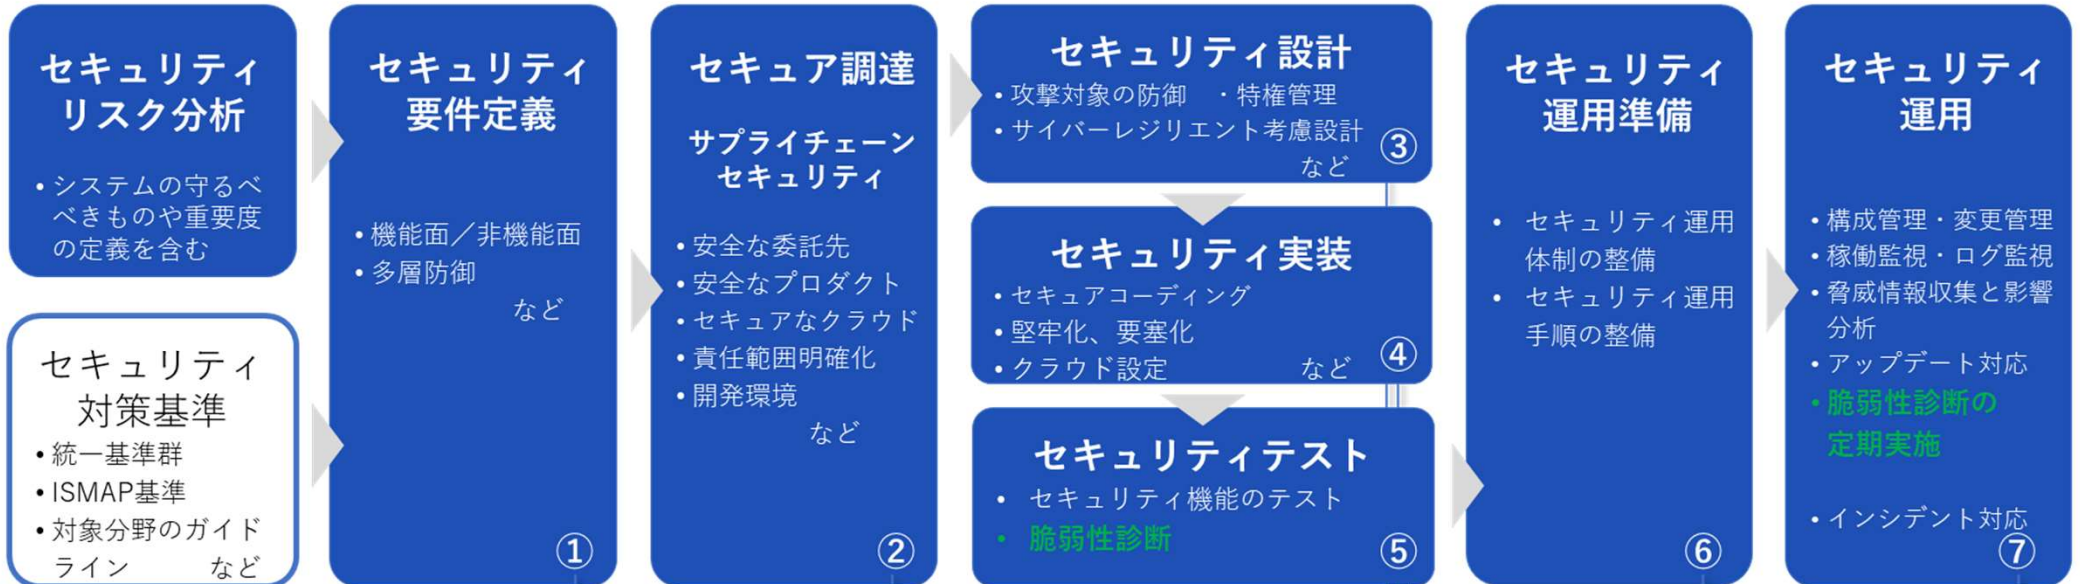 セキュリティ
リスク分析
• システムの守るべ
べきものや重要度
の定義を含む
セキュリティ
対策基準
• 統一基準群
• ISMAP基準
• 対象分野のガイド
ライン など
セキュリティ
要件定義
• 機能面／非機能面
• 多層防御
など
①
セキュア調達
サプライチェーン
セキュリティ
• 安全な委託先
• 安全なプロダクト
• セキュアなクラウド
• 責任範囲明確化
• 開発環境
など
②
セキュリティ設計
• 攻撃対象の防御 ・特権管理
• サイバーレジリエント考慮設計
など
③
セキュリティ実装
• セキュアコーディング
• 堅牢化、要塞化
• クラウド設定 など
④
セキュリティテスト
• セキュリティ機能のテスト
• 脆弱性診断
⑤
セキュリティ
運用準備
• セキュリティ運用
体制の整備
• セキュリティ運用
手順の整備
⑥
セキュリティ
運用
• 構成管理・変更管理
• 稼働監視・ログ監視
• 脅威情報収集と影響
分析
• アップデート対応
• 脆弱性診断の
定期実施
• インシデント対応
⑦